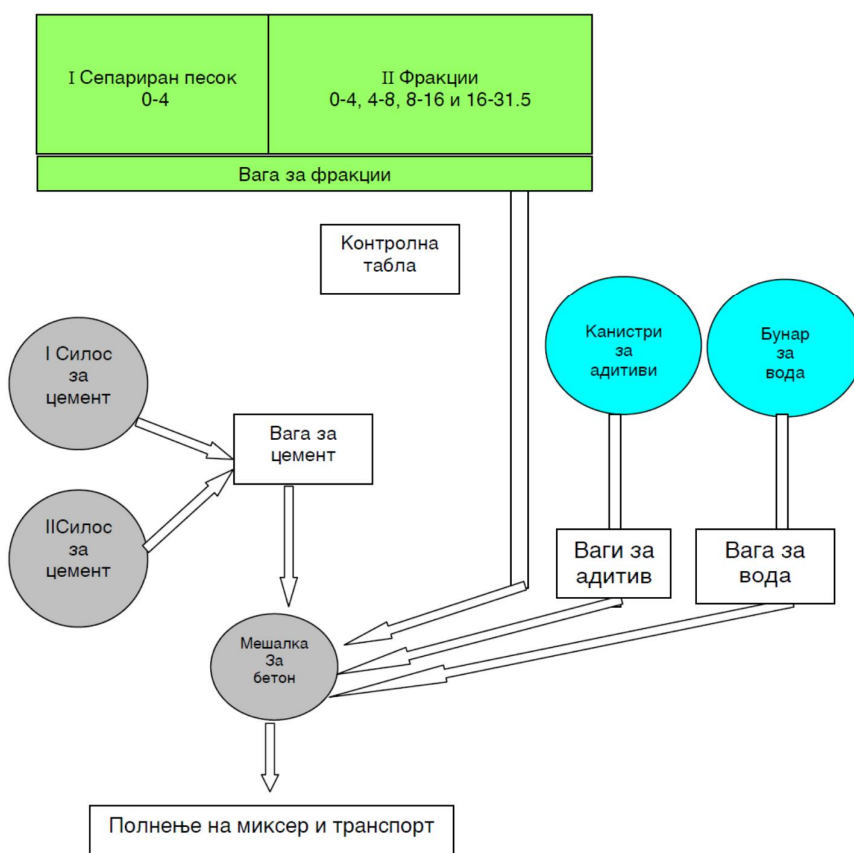 I Сепариран песок
0-4
II Фракции
0-4, 4-8, 8-16 и 16-31.5
Вага за фракции
Контролна
табла
Канистри
за
адитиви
Бунар
за
вода
I Силос
за
цемент
Вага за
цемент
IIСилос
за
цемент
Ваги за
адитив
Вага за
вода
Мешалка
За
бетон
Полнење на миксер и транспорт